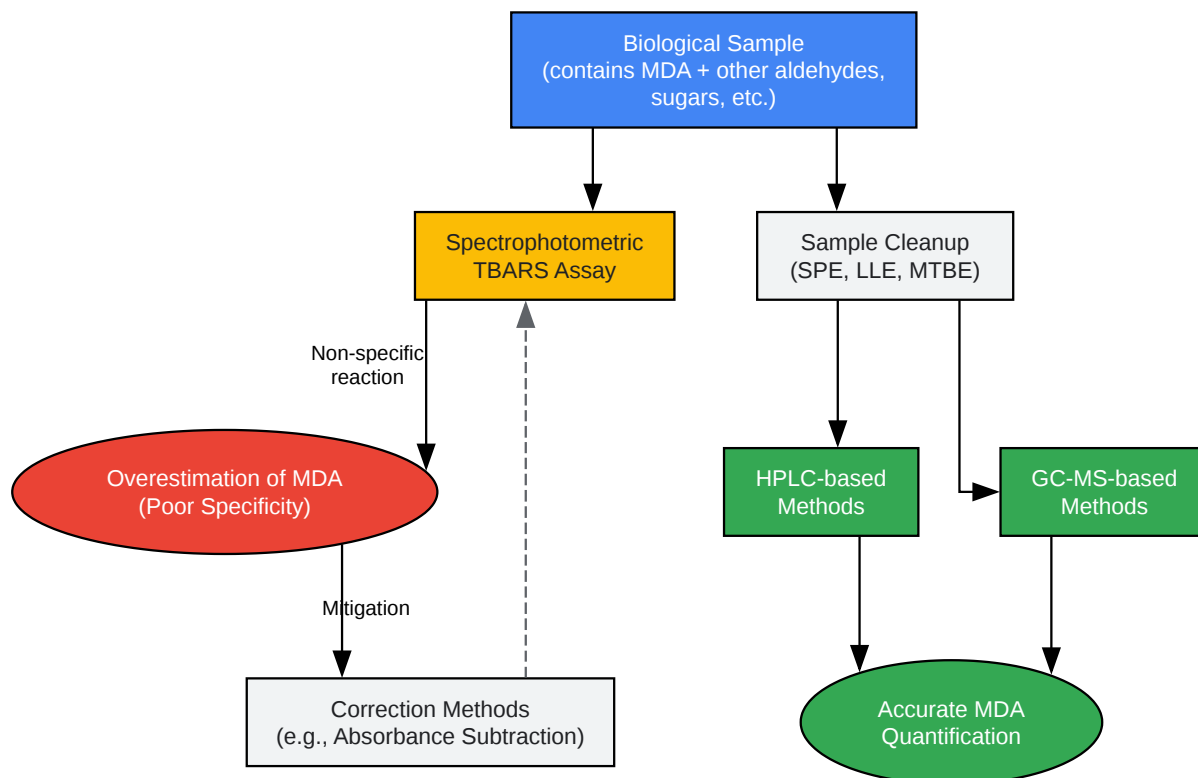 Biological Sample
(contains MDA + other aldehydes,
sugars, etc.)
Spectrophotometric
TBARS Assay
Sample Cleanup
(SPE, LLE, MTBE)
Non-specific
reaction
Overestimation of MDA
(Poor Specificity)
HPLC-based
Methods
GC-MS-based
Methods
Mitigation
Correction Methods
(e.g., Absorbance Subtraction)
Accurate MDA
Quantification